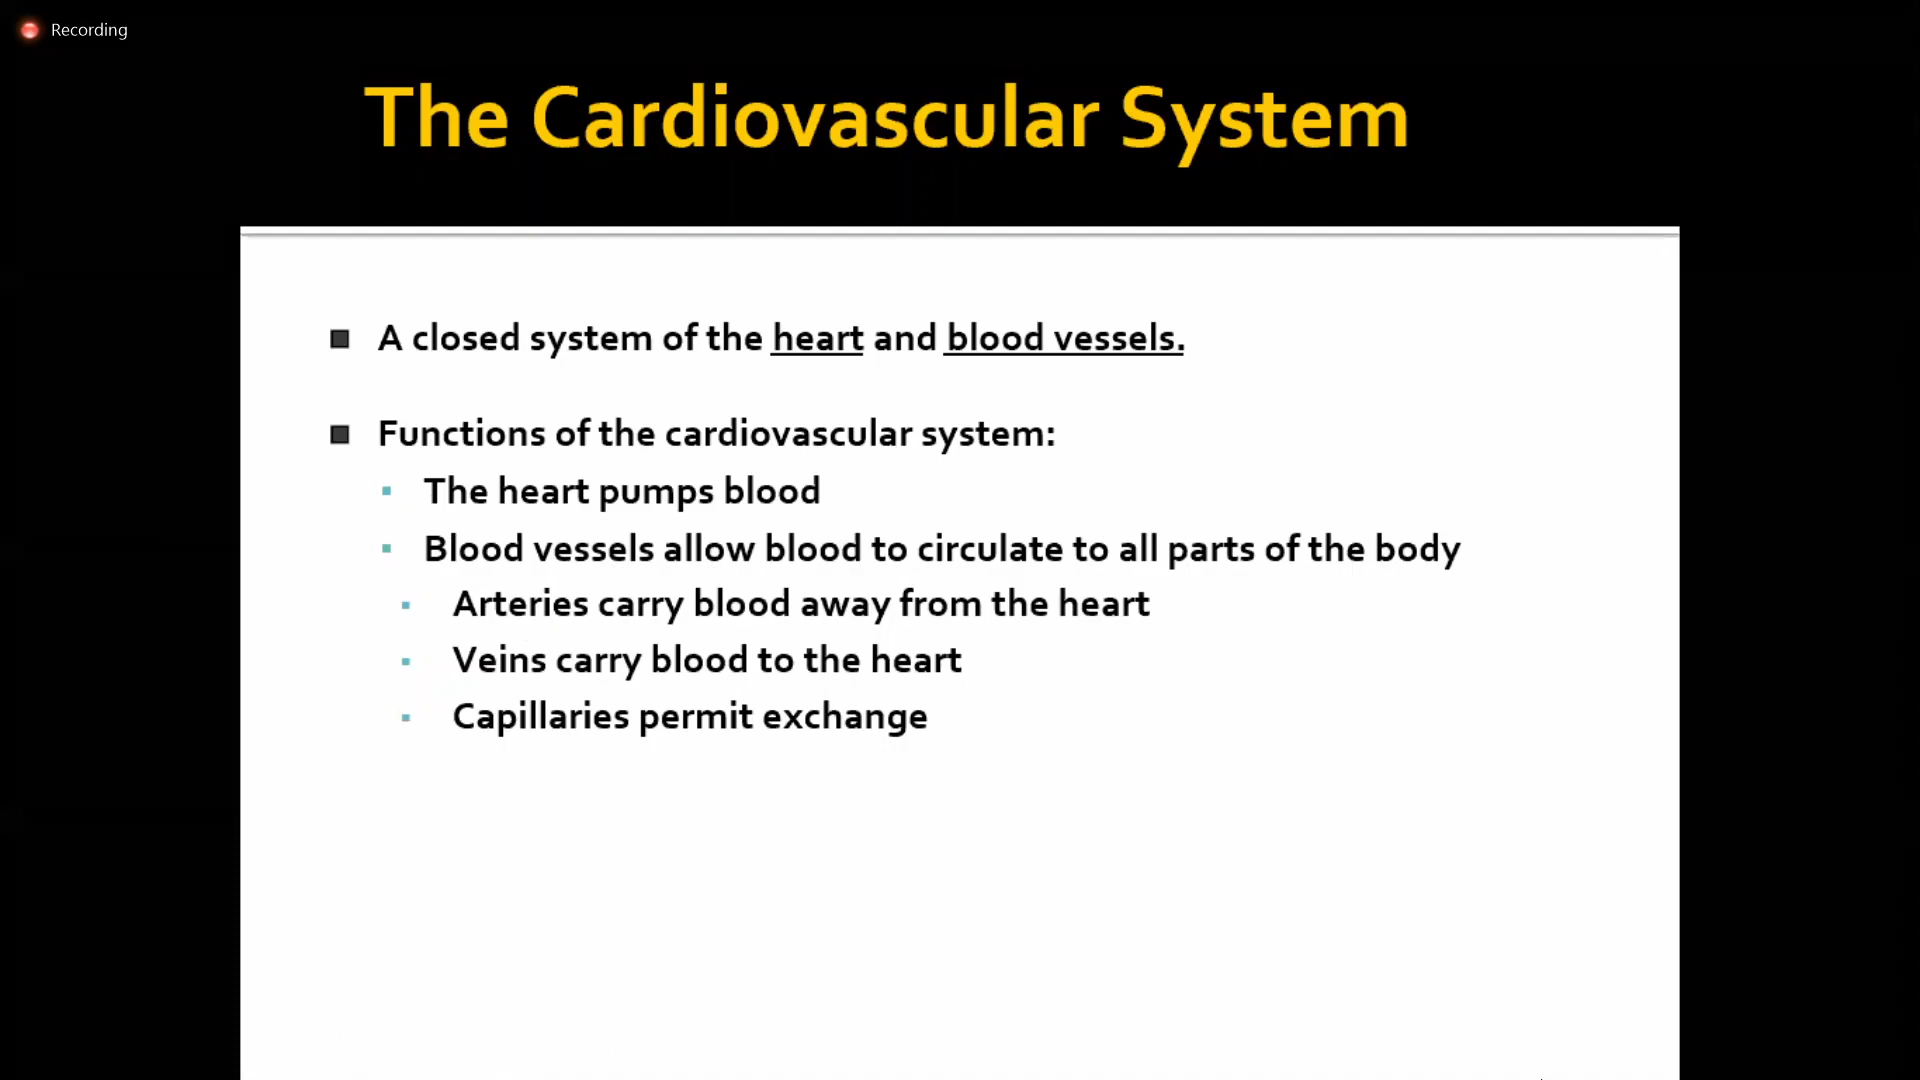 Recording
The Cardiovascular System
A closed system of the heart and blood vessels.
Functions of the cardiovascular system:
The heart pumps blood
Blood vessels allow blood to circulate to all parts of the body
Arteries carry blood away from the heart
Veins carry blood to the heart
Capillaries permit exchange